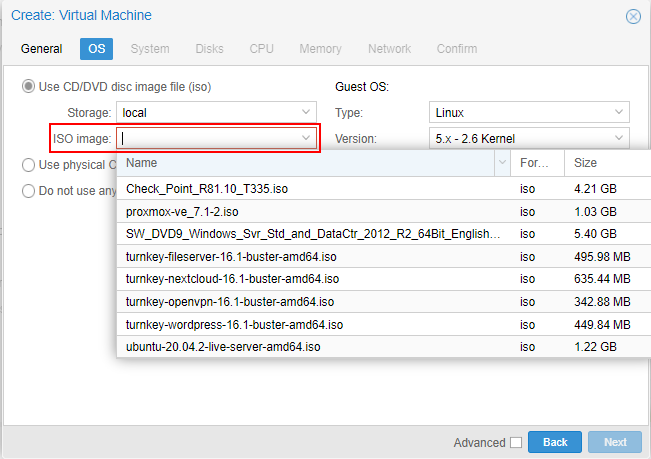 Create: Virtual Machine
General OS System Disks CPU Memory Network Confirm
Use CD/DVD disc image file (iso) Guest OS:
Storage: local Type: Linux
ISO image: Version: 5.x - 2.6 Kernel
Use physical C
Do not use any
Name For... Size
Check_Point_R81.10_T335.iso iso 4.21 GB
proxmox-ve_7.1-2.iso iso 1.03 GB
SW_DVD9_Windows_Svr_Std_and_DataCtr_2012_R2_64Bit_English... iso 5.40 GB
turnkey-fileserver-16.1-buster-amd64.iso iso 495.98 MB
turnkey-nextcloud-16.1-buster-amd64.iso iso 635.44 MB
turnkey-openvpn-16.1-buster-amd64.iso iso 342.88 MB
turnkey-wordpress-16.1-buster-amd64.iso iso 449.84 MB
ubuntu-20.04.2-live-server-amd64.iso iso 1.22 GB
Advanced Back Next